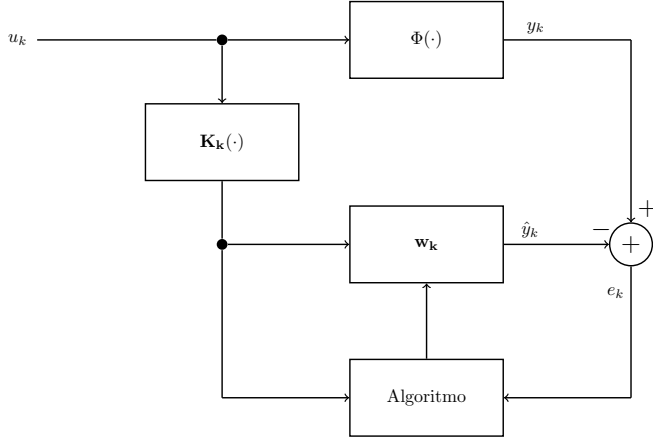 u_k
Φ(·)
y_k
K_k(·)
+
−
w_k
ŷ_k
+
e_k
Algoritmo